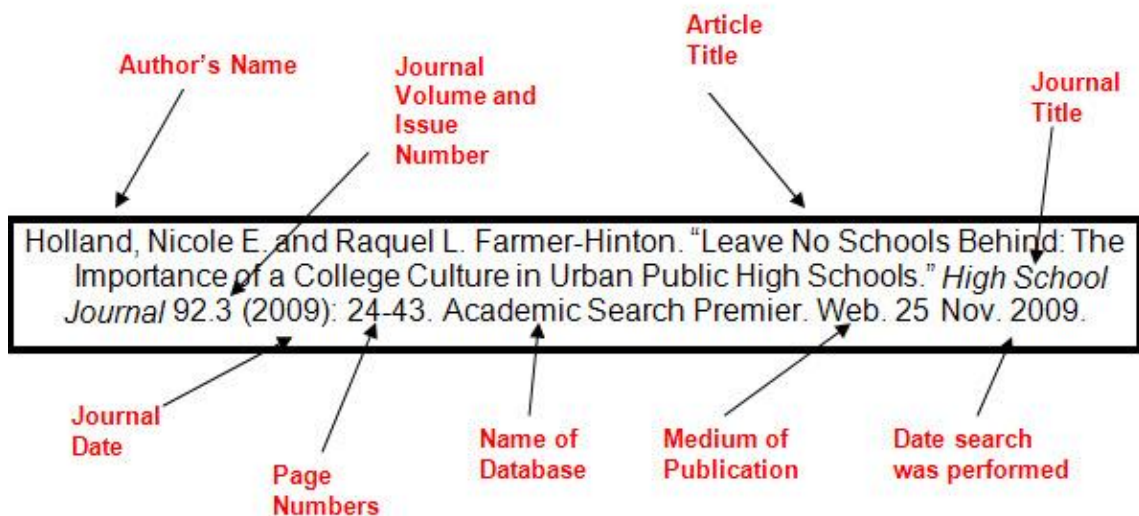 Author's Name
Journal
Volume and
Issue
Number
Article
Title
Journal
Title
Holland, Nicole E. and Raquel L. Farmer-Hinton. “Leave No Schools Behind: The
Importance of a College Culture in Urban Public High Schools.” High School
Journal 92.3 (2009): 24-43. Academic Search Premier. Web. 25 Nov. 2009.
Journal
Date
Page
Numbers
Name of
Database
Medium of
Publication
Date search
was performed